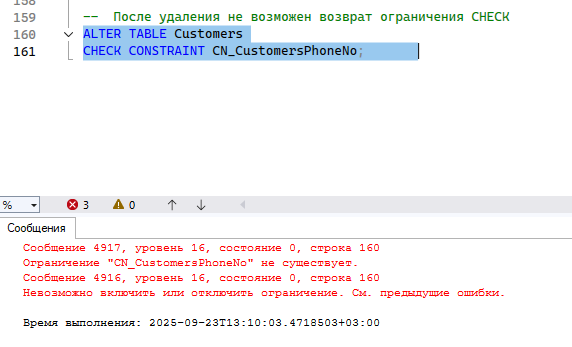 158
159 -- После удаления не возможен возврат ограничения CHECK
160 ALTER TABLE Customers
161 CHECK CONSTRAINT CN_CustomersPhoneNo;
% 3 0
Сообщения
Сообщение 4917, уровень 16, состояние 0, строка 160
Ограничение "CN_CustomersPhoneNo" не существует.
Сообщение 4916, уровень 16, состояние 0, строка 160
Невозможно включить или отключить ограничение. См. предыдущие ошибки.
Время выполнения: 2025-09-23T13:10:03.4718503+03:00